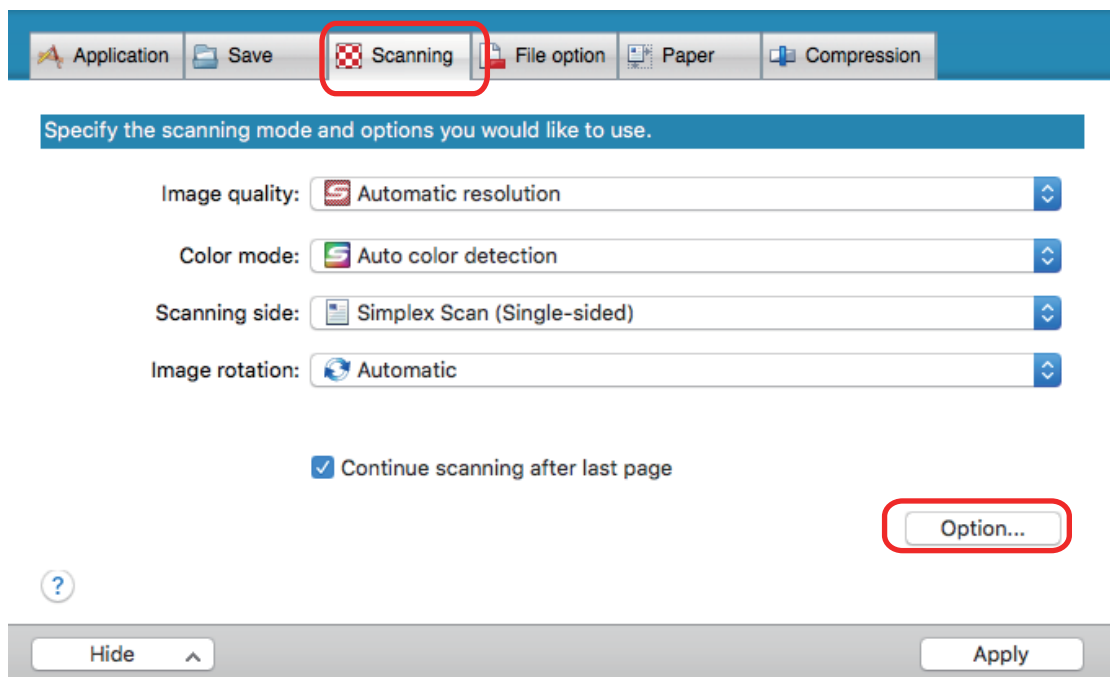 Application Save Scanning File option Paper Compression
Specify the scanning mode and options you would like to use.
Image quality: Automatic resolution
Color mode: Auto color detection
Scanning side: Simplex Scan (Single-sided)
Image rotation: Automatic
Continue scanning after last page
Option...
?
Hide Apply